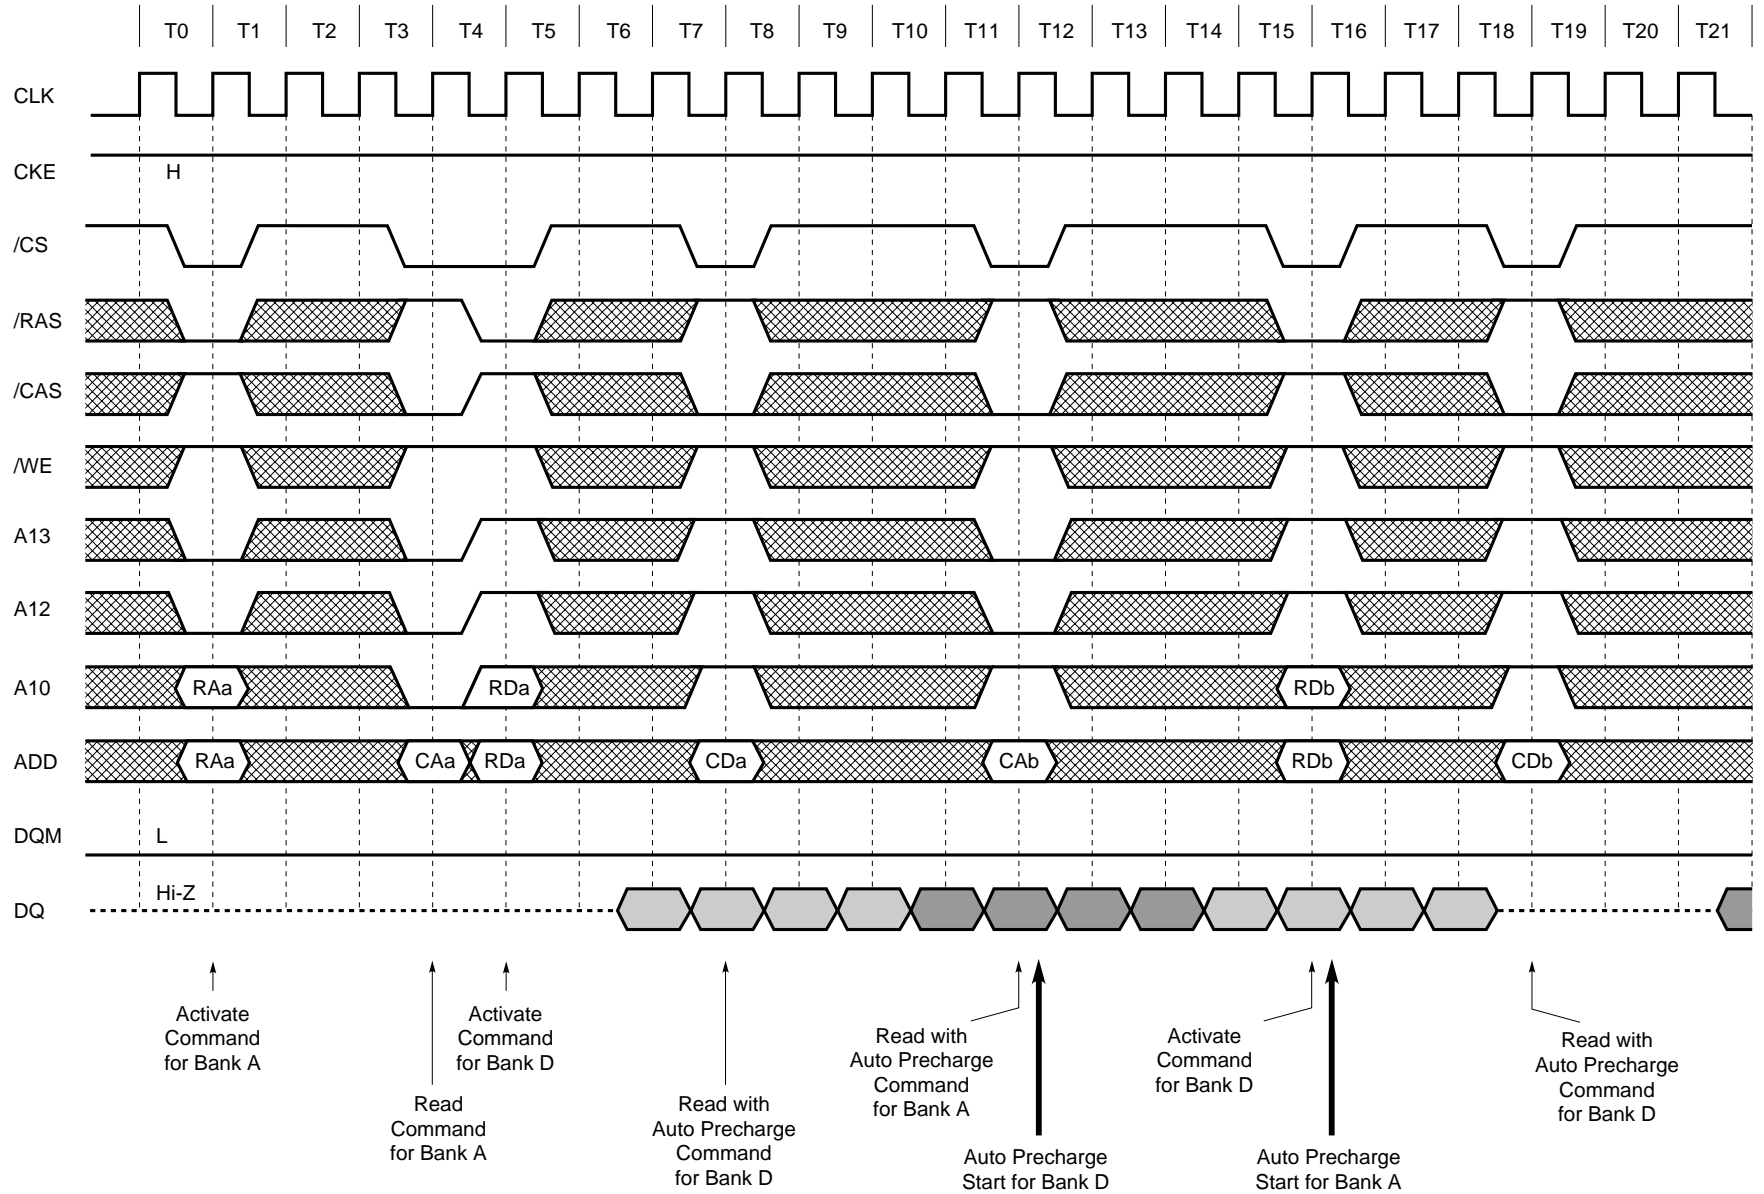 T0 T1 T2 T3 T4 T5 T6 T7 T8 T9 T10 T11 T12 T13 T14 T15 T16 T17 T18 T19 T20 T21
CLK
CKE H
/CS
/RAS
/CAS
/WE
A13
A12
A10 RAa RDa RDb
ADD RAa CAa RDa CDa CAb RDb CDb
DQM L
DQ Hi-Z
Activate
Command
for Bank A
Read
Command
for Bank A
Activate
Command
for Bank D
Read with
Auto Precharge
Command
for Bank D
Read with
Auto Precharge
Command
for Bank A
Auto Precharge
Start for Bank D
Activate
Command
for Bank D
Auto Precharge
Start for Bank A
Read with
Auto Precharge
Command
for Bank D